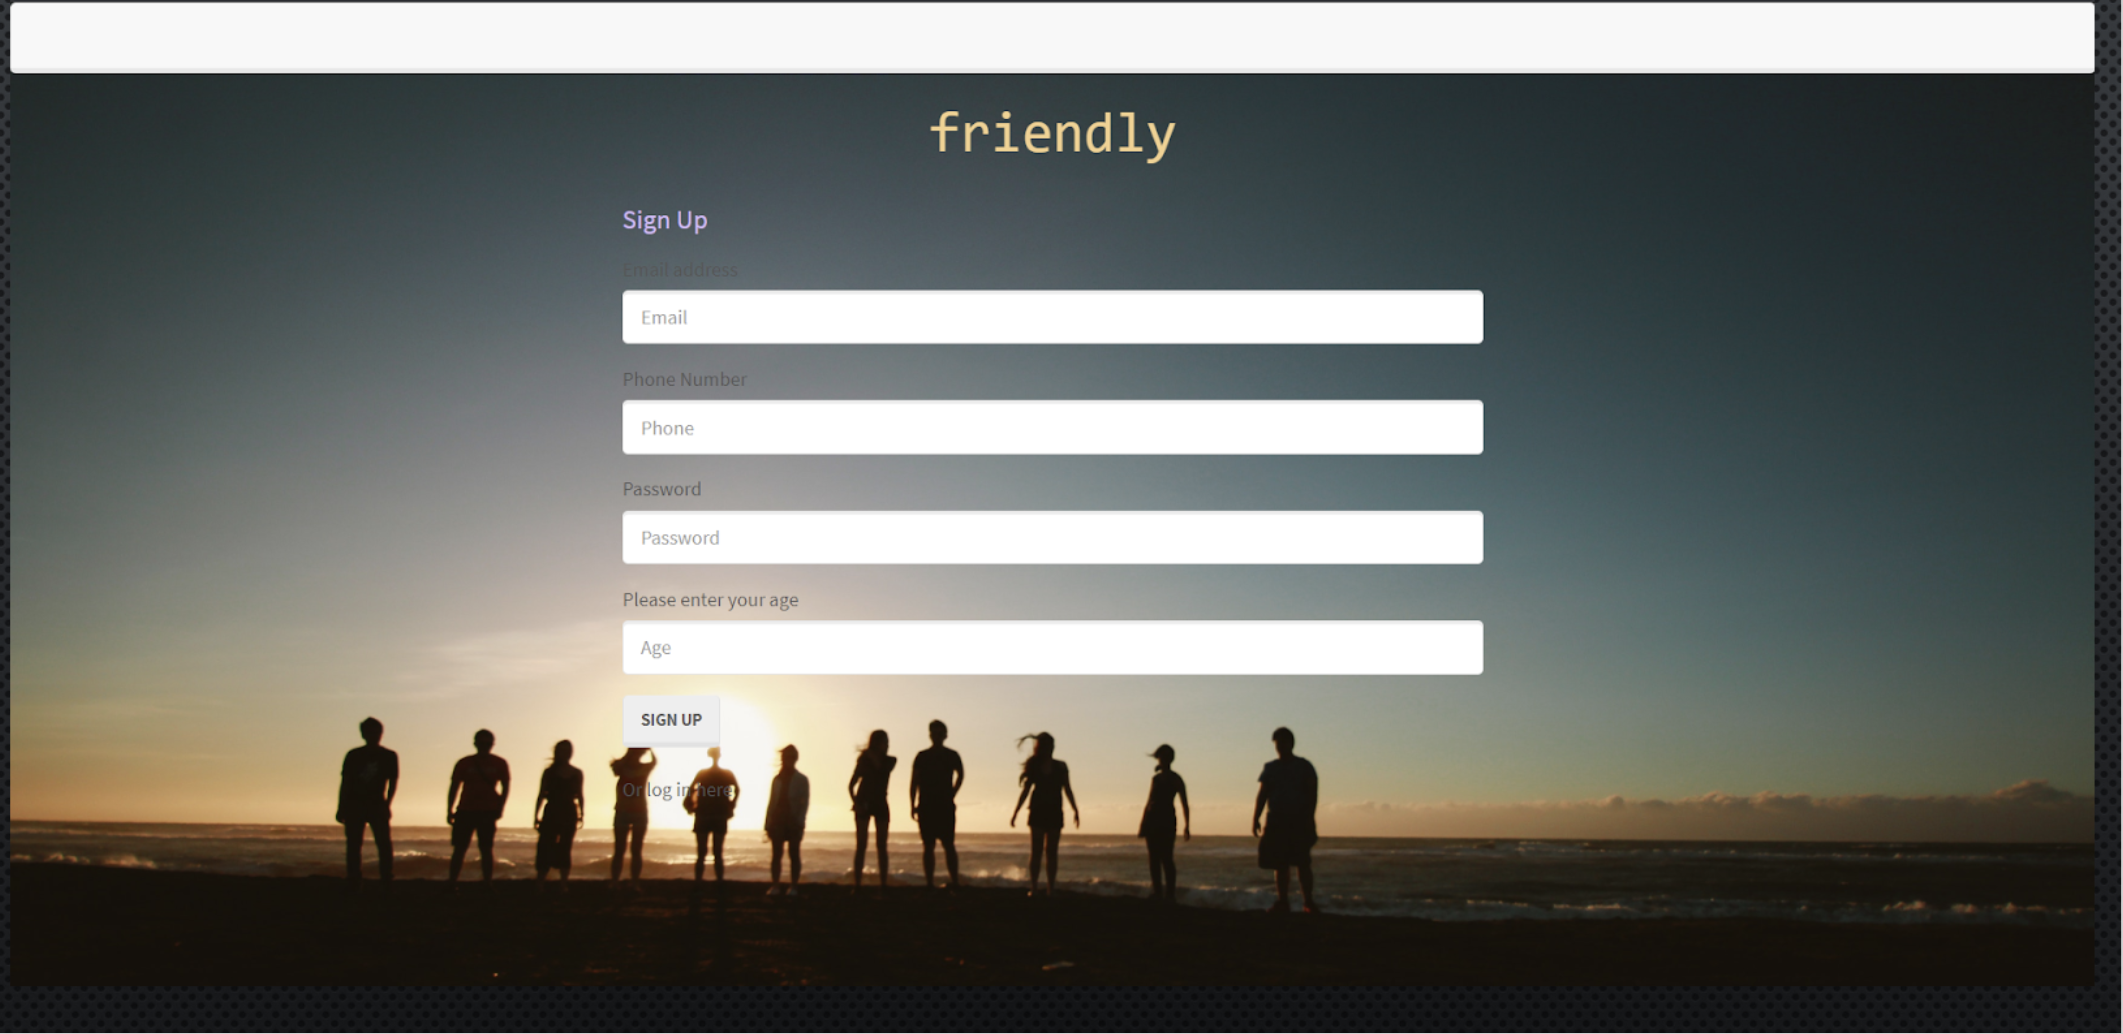 friendly
Sign Up
Email address
Email
Phone Number
Phone
Password
Password
Please enter your age
Age
SIGN UP
Or log in here